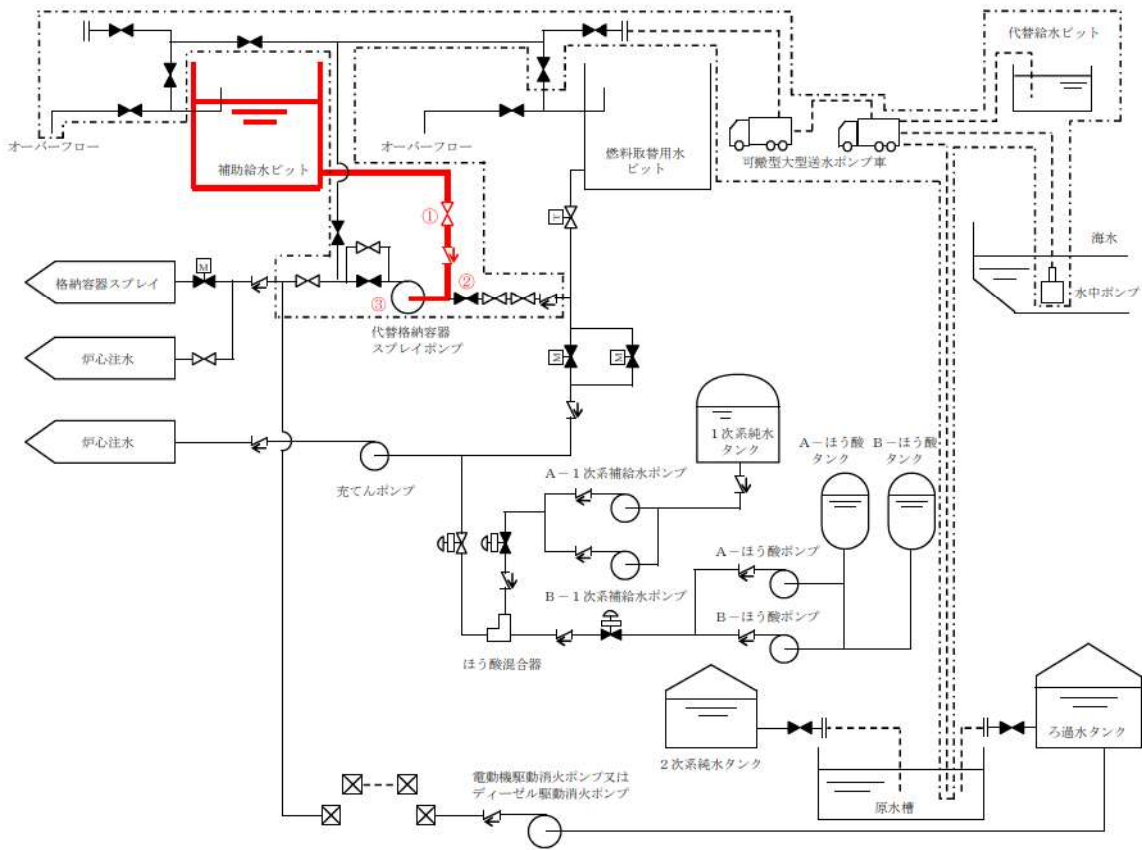 代替給水ピット
オーバーフロー
補助給水ピット
オーバーフロー
燃料取替用水
ピット
可搬型大型送水ポンプ車
海水
水中ポンプ
①
T
M
格納容器スプレイ
②
③
代替格納容器
スプレイポンプ
炉心注水
M
M
炉心注水
充てんポンプ
1次系純水
タンク
A-1次系補給水ポンプ
A-ほう酸
タンク
B-ほう酸
タンク
A-ほう酸ポンプ
B-1次系補給水ポンプ
B-ほう酸ポンプ
ほう酸混合器
2次系純水タンク
ろ過水タンク
原水槽
電動機駆動消火ポンプ又は
ディーゼル駆動消火ポンプ